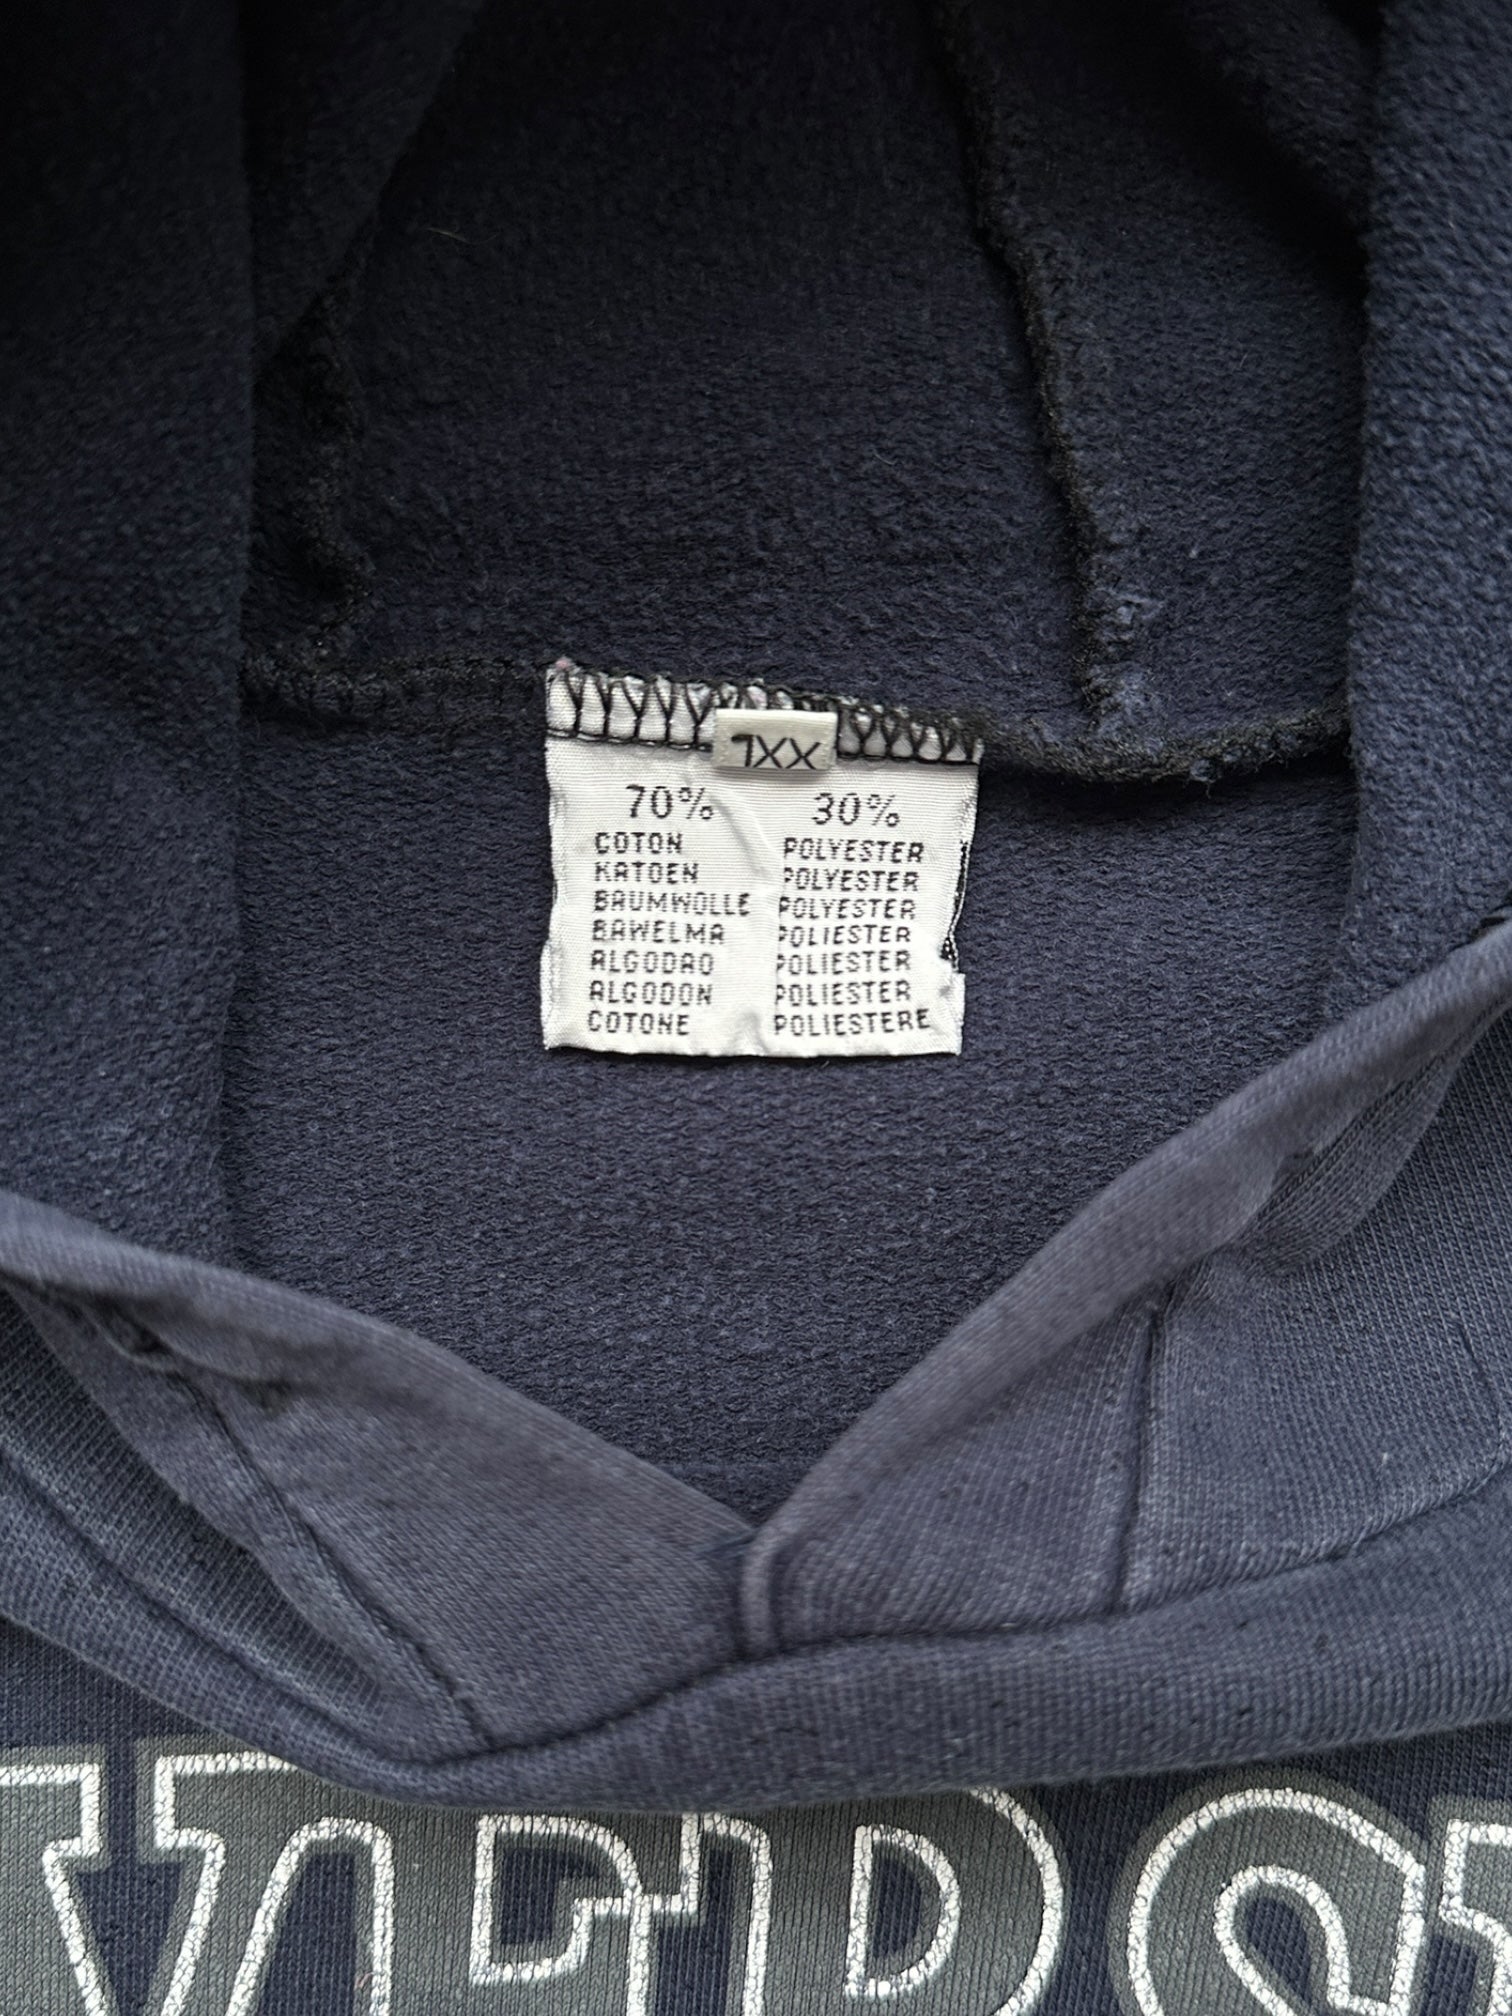 XXL
70% 30%
COTON POLYESTER
KATOEN POLYESTER
BAUMWOLLE POLYESTER
BAWELMA POLIESTER
ALGODAO POLIESTER
ALGODON POLIESTER
COTONE POLIESTERE